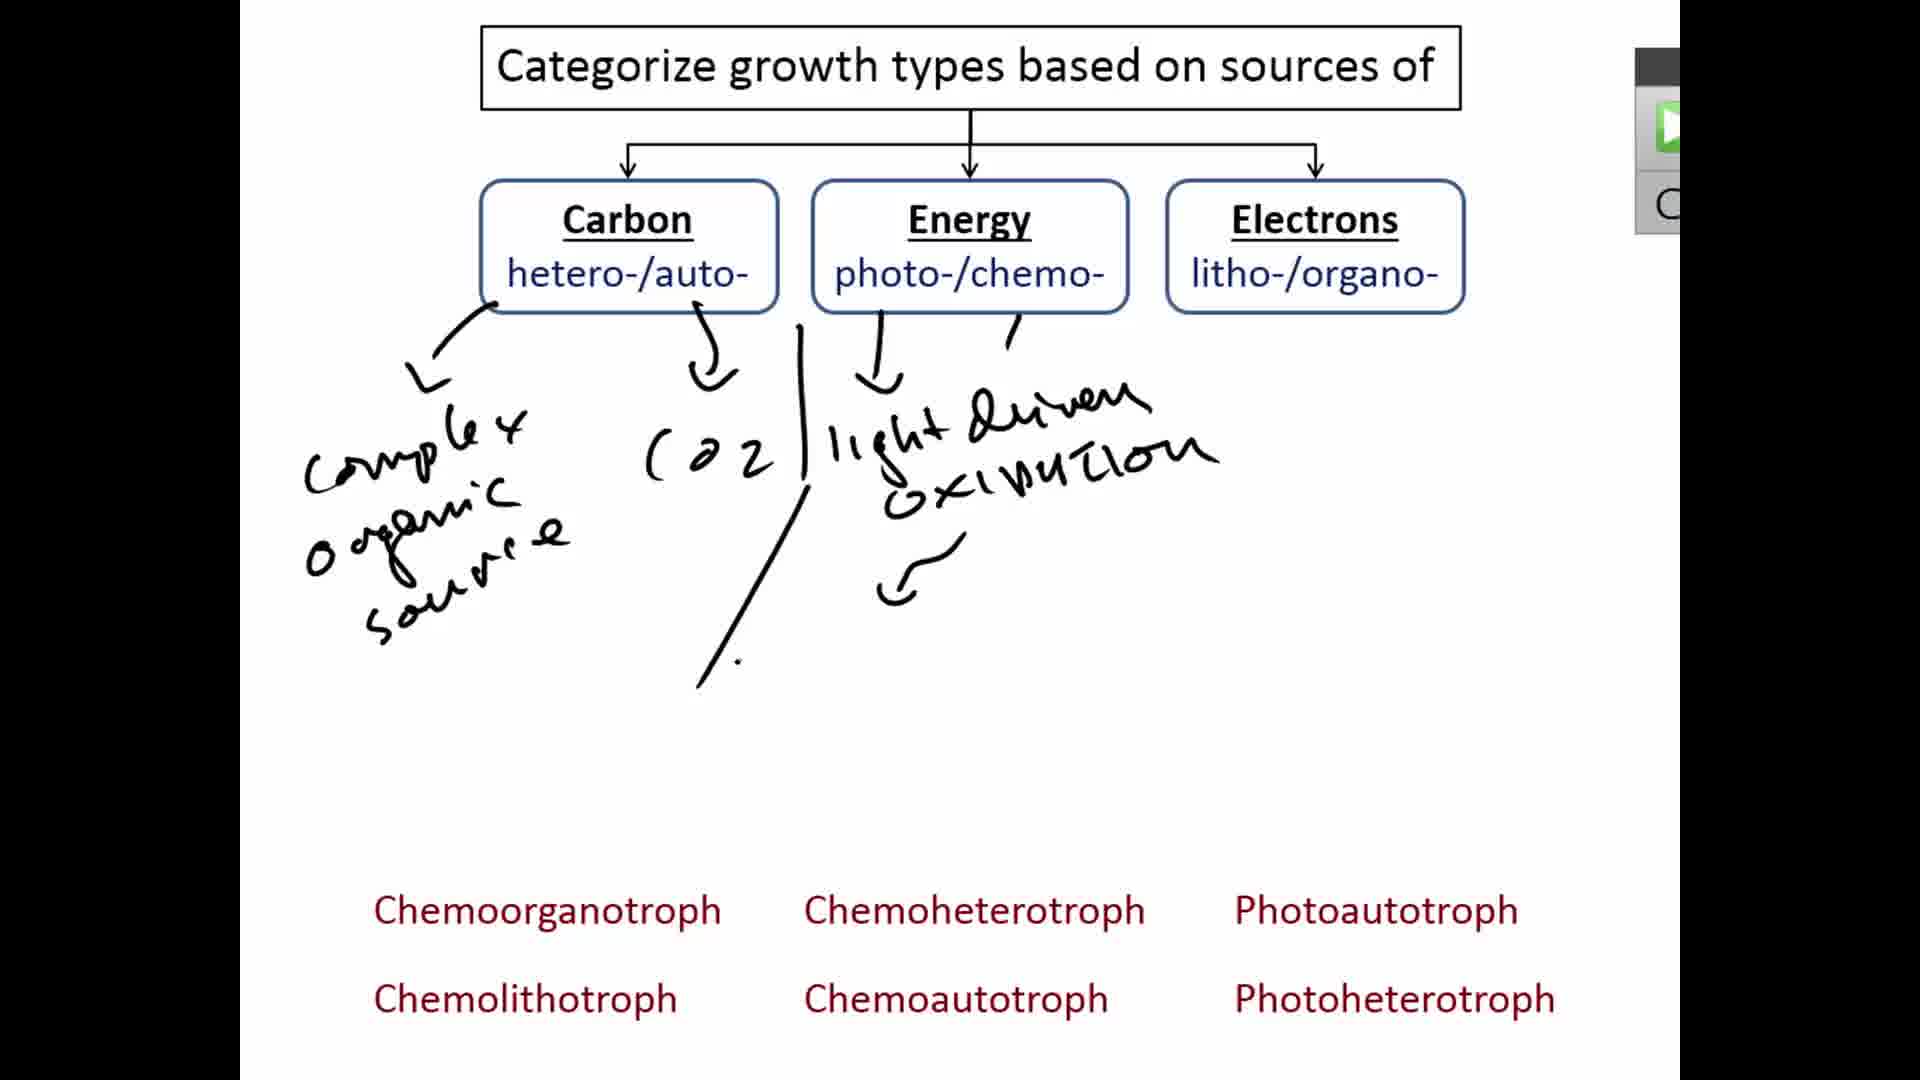 Categorize growth types based on sources of
Carbon
hetero-/auto-
Energy
photo-/chemo-
Electrons
litho-/organo-
complex
organic
source
CO2
light driven
oxidation
Chemoorganotroph
Chemoheterotroph
Photoautotroph
Chemolithotroph
Chemoautotroph
Photoheterotroph